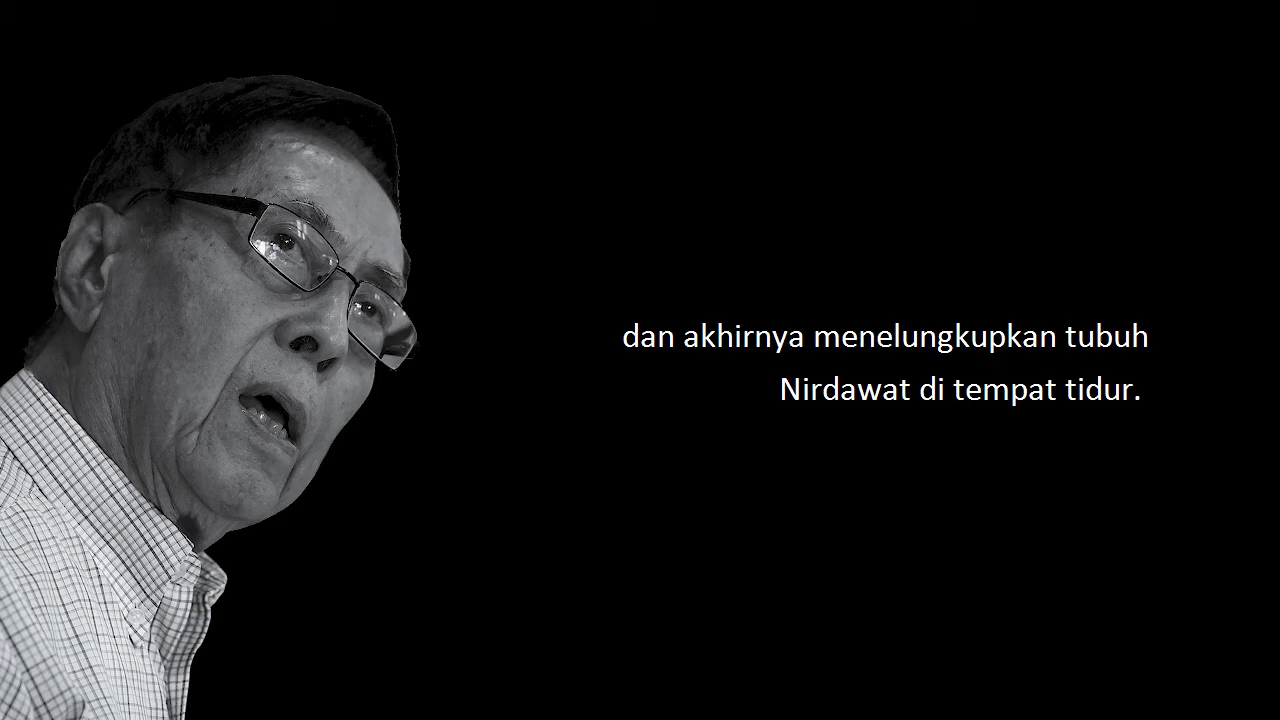 dan akhirnya menelungkupkan tubuh
Nirdawat di tempat tidur.